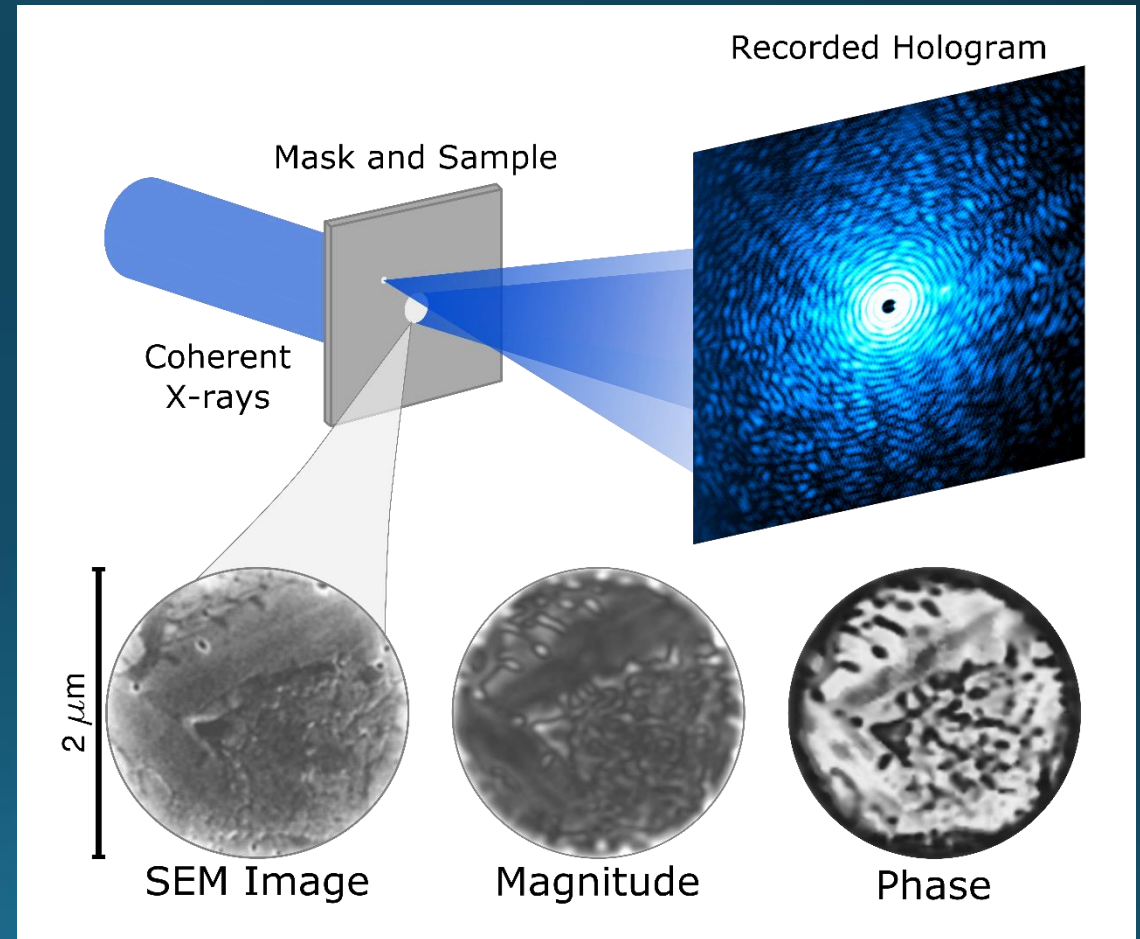 Recorded Hologram
Mask and Sample
Coherent
X-rays
2 μm
SEM Image
Magnitude
Phase